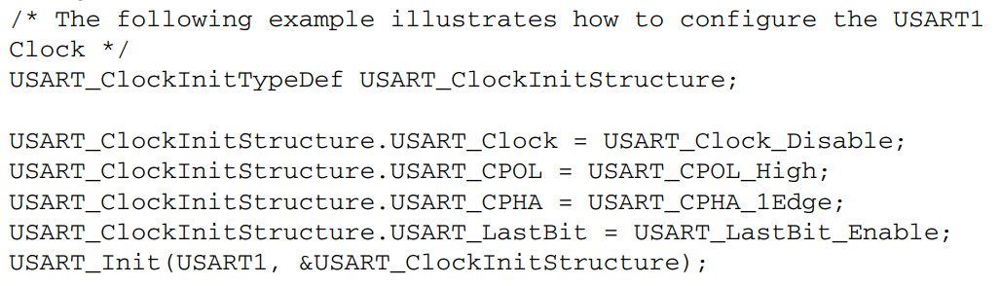 /* The following example illustrates how to configure the USART1
Clock */
USART_ClockInitTypeDef USART_ClockInitStructure;
USART_ClockInitStructure.USART_Clock = USART_Clock_Disable;
USART_ClockInitStructure.USART_CPOL = USART_CPOL_High;
USART_ClockInitStructure.USART_CPHA = USART_CPHA_1Edge;
USART_ClockInitStructure.USART_LastBit = USART_LastBit_Enable;
USART_Init(USART1, &USART_ClockInitStructure);